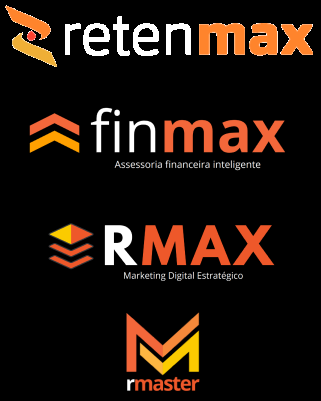 retenmax
finmax
Assessoria financeira inteligente
RMAX
Marketing Digital Estratégico
rmaster